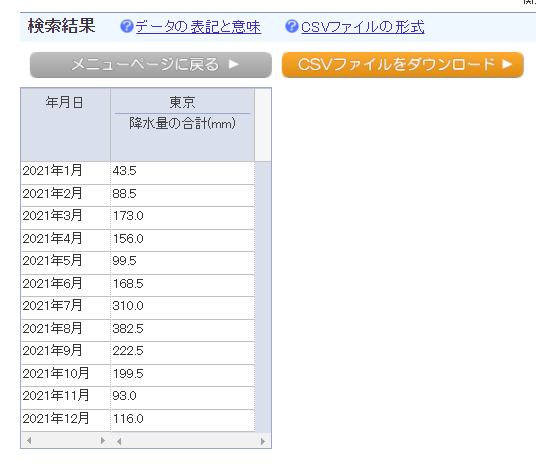 検索結果 データの表記と意味 CSVファイルの形式
メニューページに戻る CSVファイルをダウンロード
年月日 東京
降水量の合計(mm)
2021年1月 43.5
2021年2月 88.5
2021年3月 173.0
2021年4月 156.0
2021年5月 99.5
2021年6月 168.5
2021年7月 310.0
2021年8月 382.5
2021年9月 222.5
2021年10月 199.5
2021年11月 93.0
2021年12月 116.0